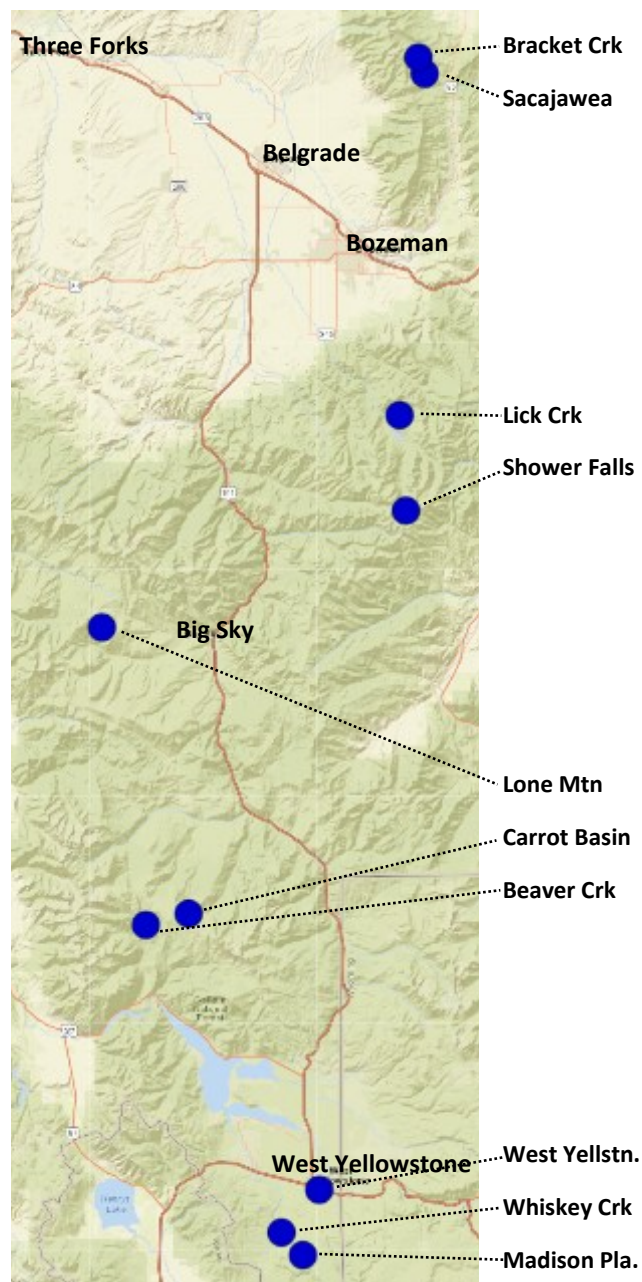 Three Forks
Bracket Crk
Sacajawea
Belgrade
Bozeman
Lick Crk
Shower Falls
Big Sky
Lone Mtn
Carrot Basin
Beaver Crk
West Yellowstone
West Yellstn.
Whiskey Crk
Madison Pla.